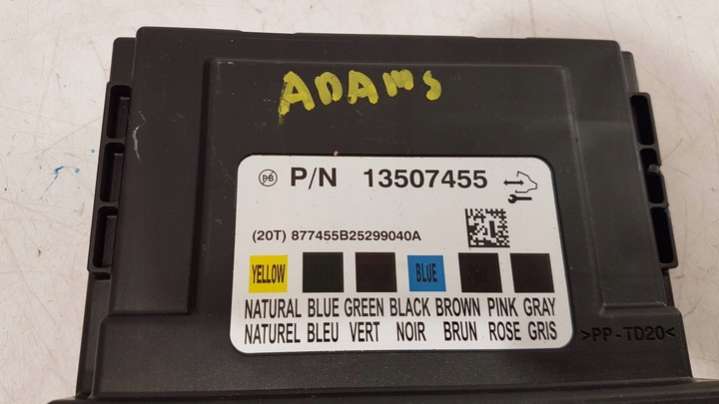 ADAMS
P/N 13507455
(20T) 877455B25299040A
YELLOW BLUE
NATURAL BLUE GREEN BLACK BROWN PINK GRAY
NATUREL BLEU VERT NOIR BRUN ROSE GRIS
>PP-TD20<